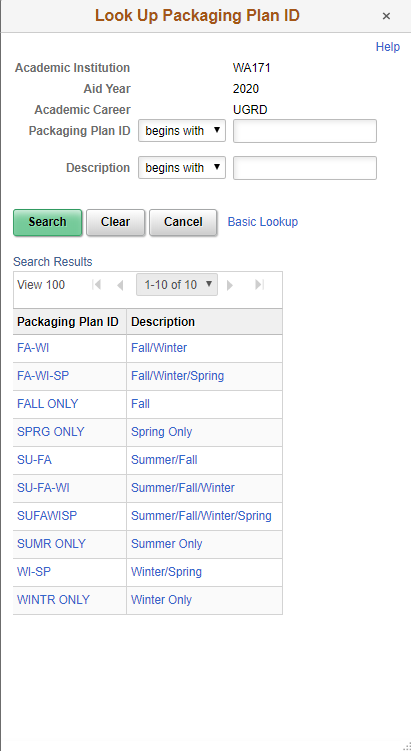 Look Up Packaging Plan ID ×
Help
Academic Institution WA171
Aid Year 2020
Academic Career UGRD
Packaging Plan ID begins with
Description begins with
Search Clear Cancel Basic Lookup
Search Results
View 100 1-10 of 10
Packaging Plan ID Description
FA-WI Fall/Winter
FA-WI-SP Fall/Winter/Spring
FALL ONLY Fall
SPRG ONLY Spring Only
SU-FA Summer/Fall
SU-FA-WI Summer/Fall/Winter
SUFAWISP Summer/Fall/Winter/Spring
SUMR ONLY Summer Only
WI-SP Winter/Spring
WINTR ONLY Winter Only